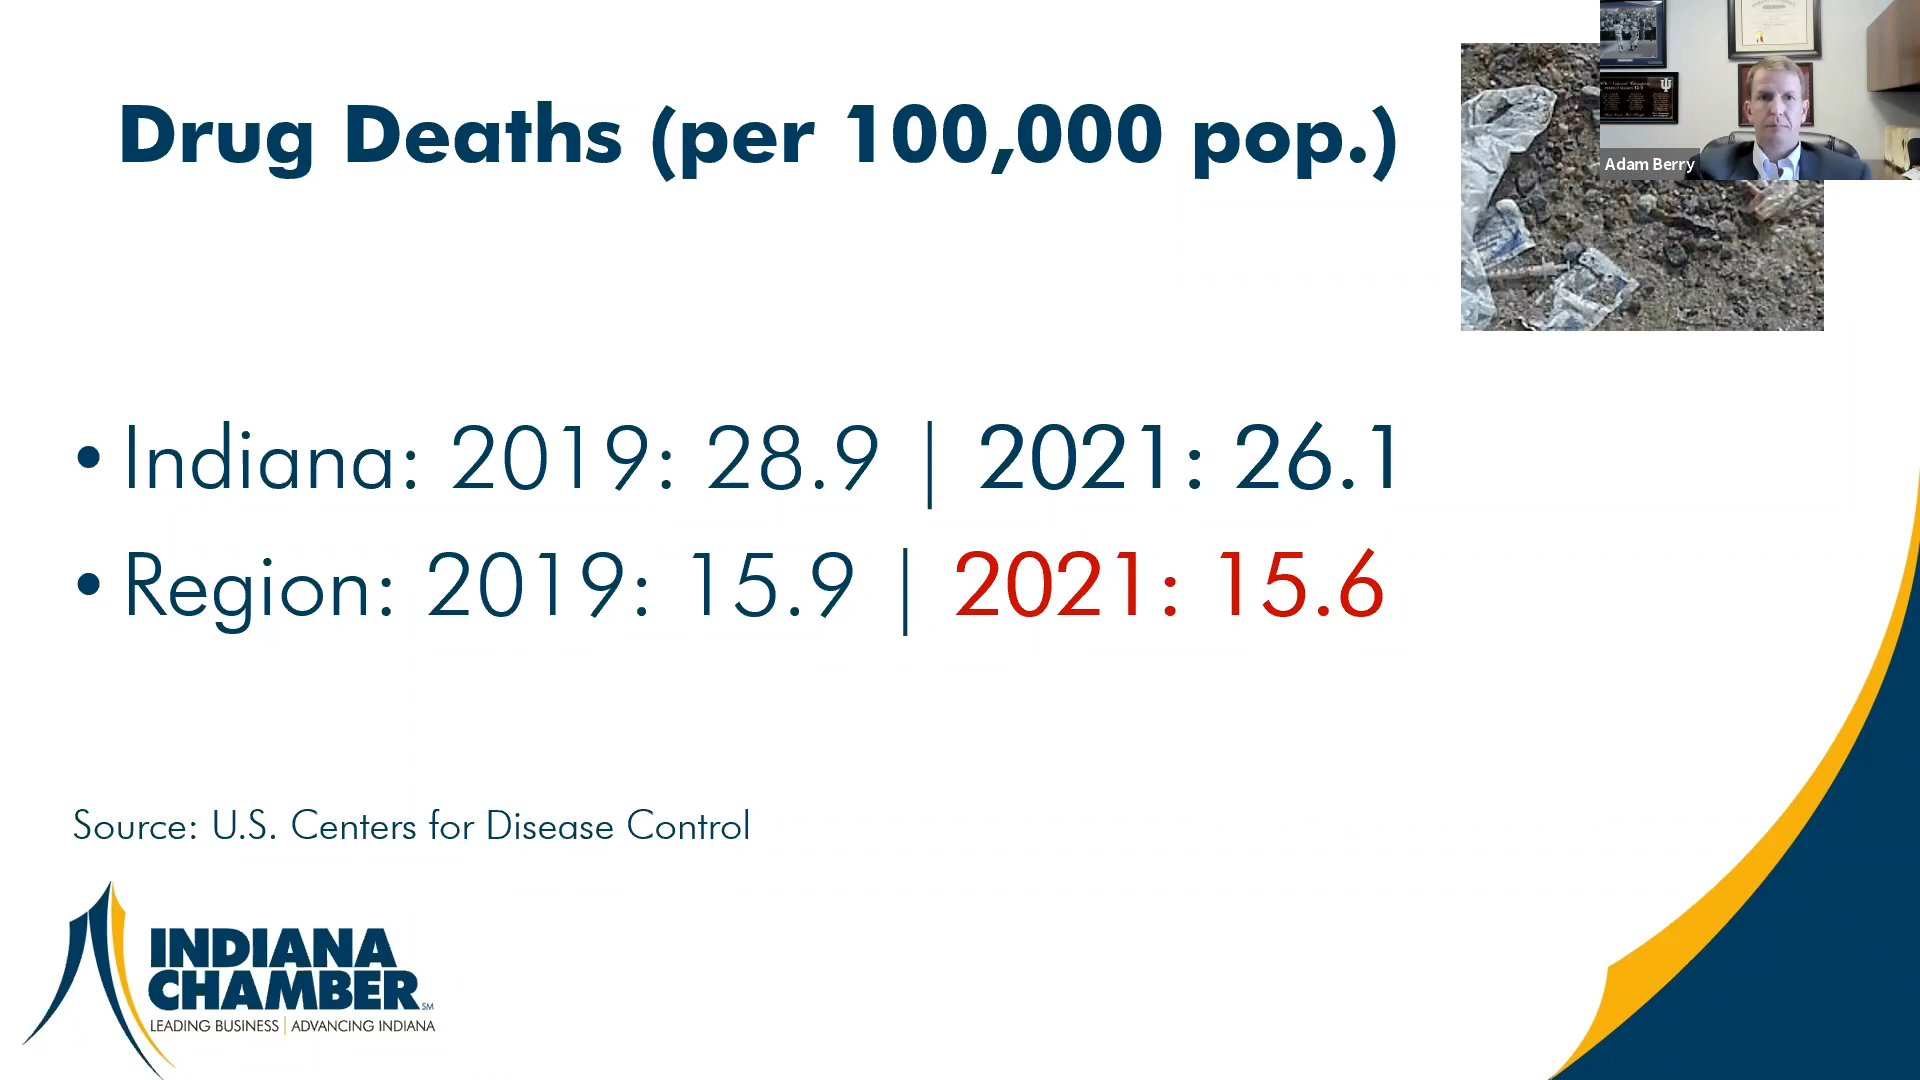 Drug Deaths (per 100,000 pop.)
Adam Berry
• Indiana: 2019: 28.9 | 2021: 26.1
• Region: 2019: 15.9 | 2021: 15.6
Source: U.S. Centers for Disease Control
INDIANA
CHAMBER SM
LEADING BUSINESS | ADVANCING INDIANA